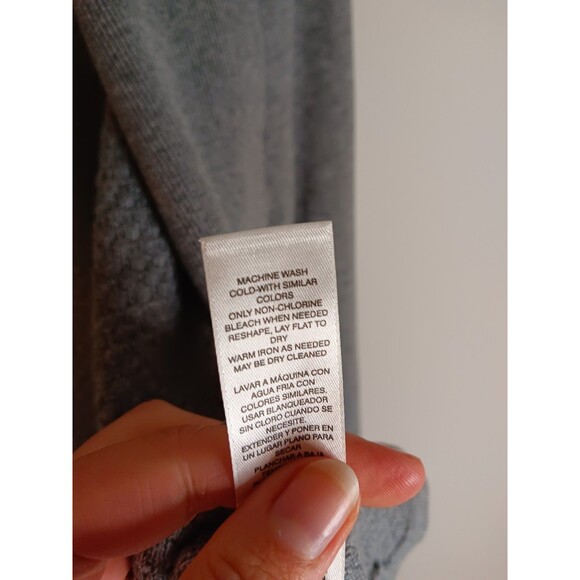 MACHINE WASH
COLD-WITH SIMILAR
COLORS
ONLY NON-CHLORINE
BLEACH WHEN NEEDED
RESHAPE, LAY FLAT TO
DRY
WARM IRON AS NEEDED
MAY BE DRY CLEANED
LAVAR A MÁQUINA CON
AGUA FRIA CON
COLORES SIMILARES.
USAR BLANQUEADOR
SIN CLORO CUANDO SE
NECESITE.
EXTENDER Y PONER EN
UN LUGAR PLANO PARA
SECAR
PLANCHAR A BAJA